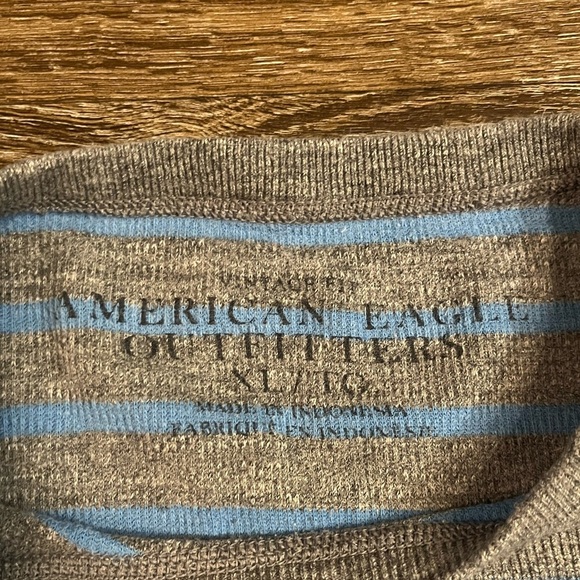 VINTAGE FIT
AMERICAN EAGLE
OUTFITTERS
XL/TG
MADE IN INDONESIA
FABRIQUÉ EN INDONÉSIE